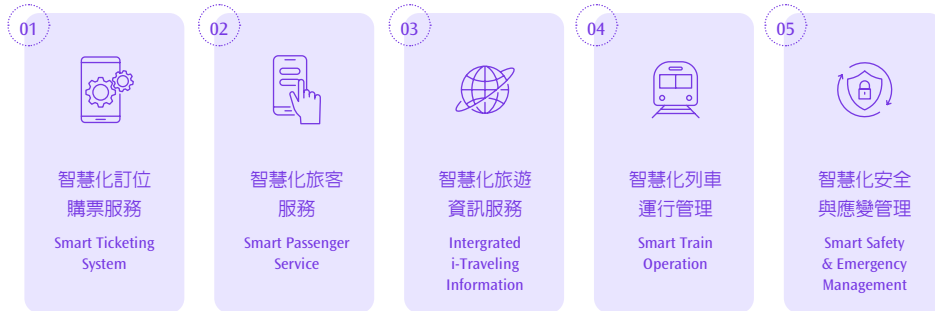 01
智慧化訂位
購票服務
Smart Ticketing
System
02
智慧化旅客
服務
Smart Passenger
Service
03
智慧化旅遊
資訊服務
Intergrated
i-Traveling
Information
04
智慧化列車
運行管理
Smart Train
Operation
05
智慧化安全
與應變管理
Smart Safety
& Emergency
Management